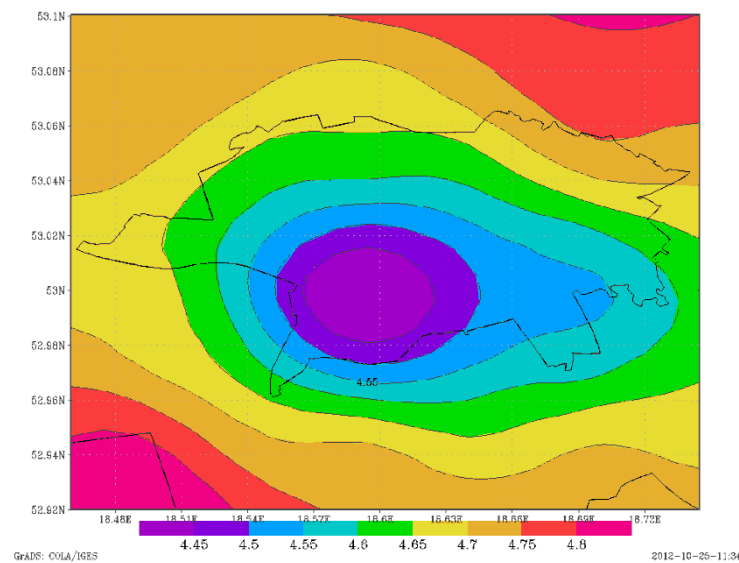 53.1N
53.08N
53.06N
53.04N
53.02N
53N
52.98N
4.55
52.96N
52.94N
52.92N
18.48E 18.51E 18.54E 18.57E 18.6E 18.63E 18.66E 18.69E 18.72E
4.45 4.5 4.55 4.6 4.65 4.7 4.75 4.8
GrADS: COLA/IGES 2012-10-25-11:34